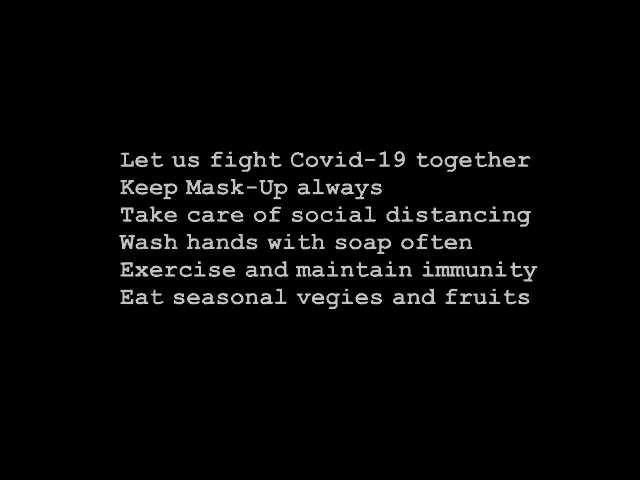 Let us fight Covid-19 together
Keep Mask-Up always
Take care of social distancing
Wash hands with soap often
Exercise and maintain immunity
Eat seasonal vegies and fruits